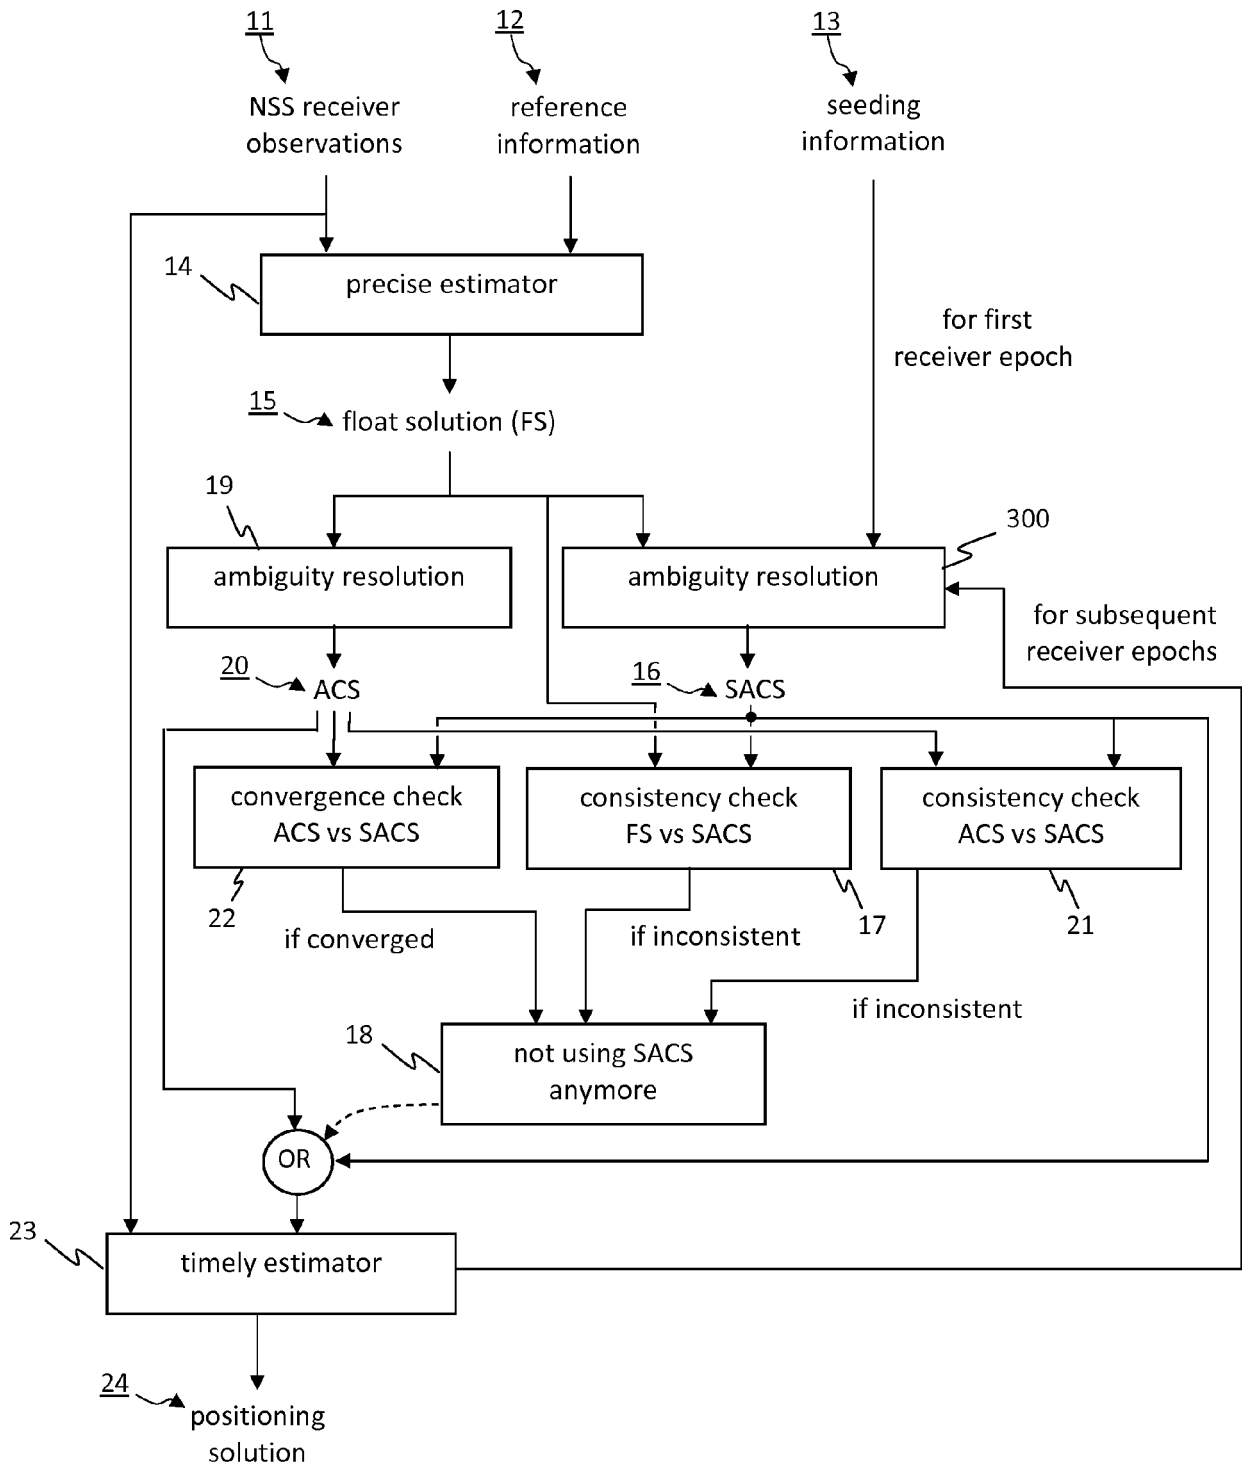 11
12
13
NSS receiver
observations
reference
information
seeding
information
14
precise estimator
for first
receiver epoch
15
float solution (FS)
19
300
ambiguity resolution
ambiguity resolution
for subsequent
receiver epochs
20
ACS
16
SACS
convergence check
ACS vs SACS
consistency check
FS vs SACS
consistency check
ACS vs SACS
22
17
21
if converged
if inconsistent
if inconsistent
18
not using SACS
anymore
OR
23
timely estimator
24
positioning
solution